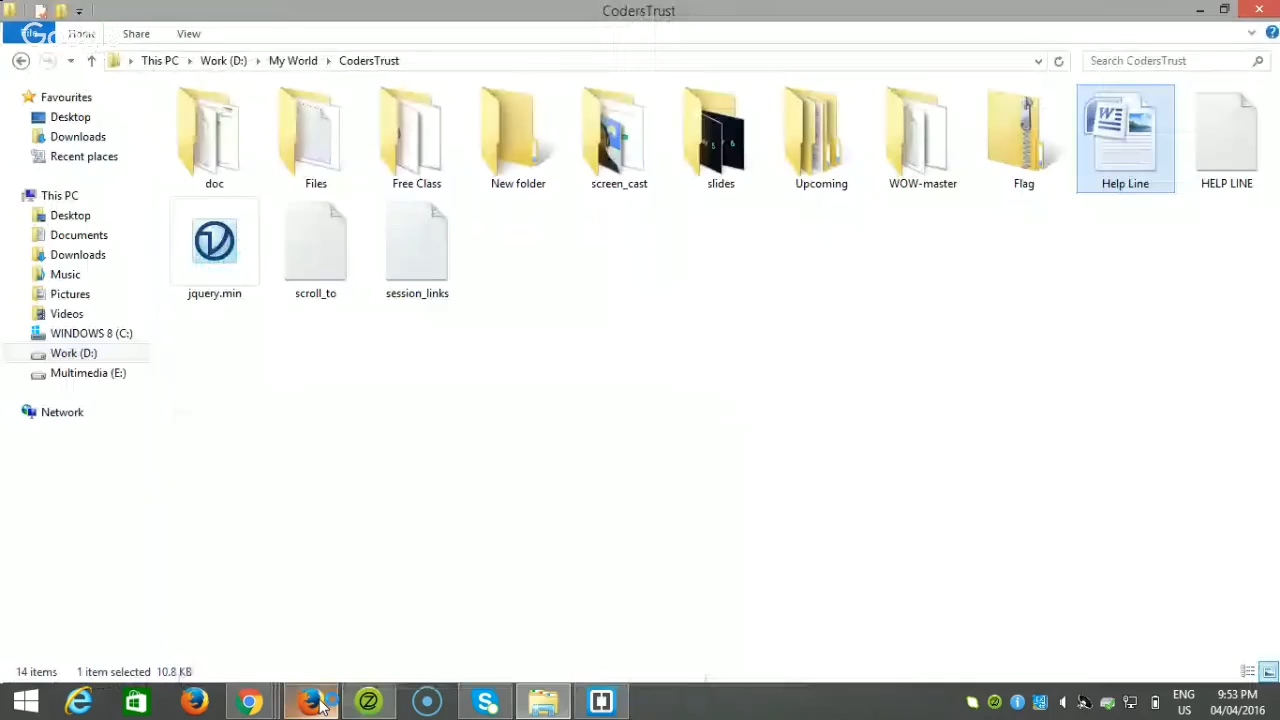 CodersTrust
File Home Share View
This PC Work (D:) My World CodersTrust
Search CodersTrust
Favourites
Desktop
Downloads
Recent places
This PC
Desktop
Documents
Downloads
Music
Pictures
Videos
WINDOWS 8 (C:)
Work (D:)
Multimedia (E:)
Network
doc Files Free Class New folder screen_cast slides Upcoming WOW-master Flag Help Line HELP LINE
jquery.min scroll_to session_links
14 items 1 item selected 10.8 KB
ENG 9:53 PM
US 04/04/2016